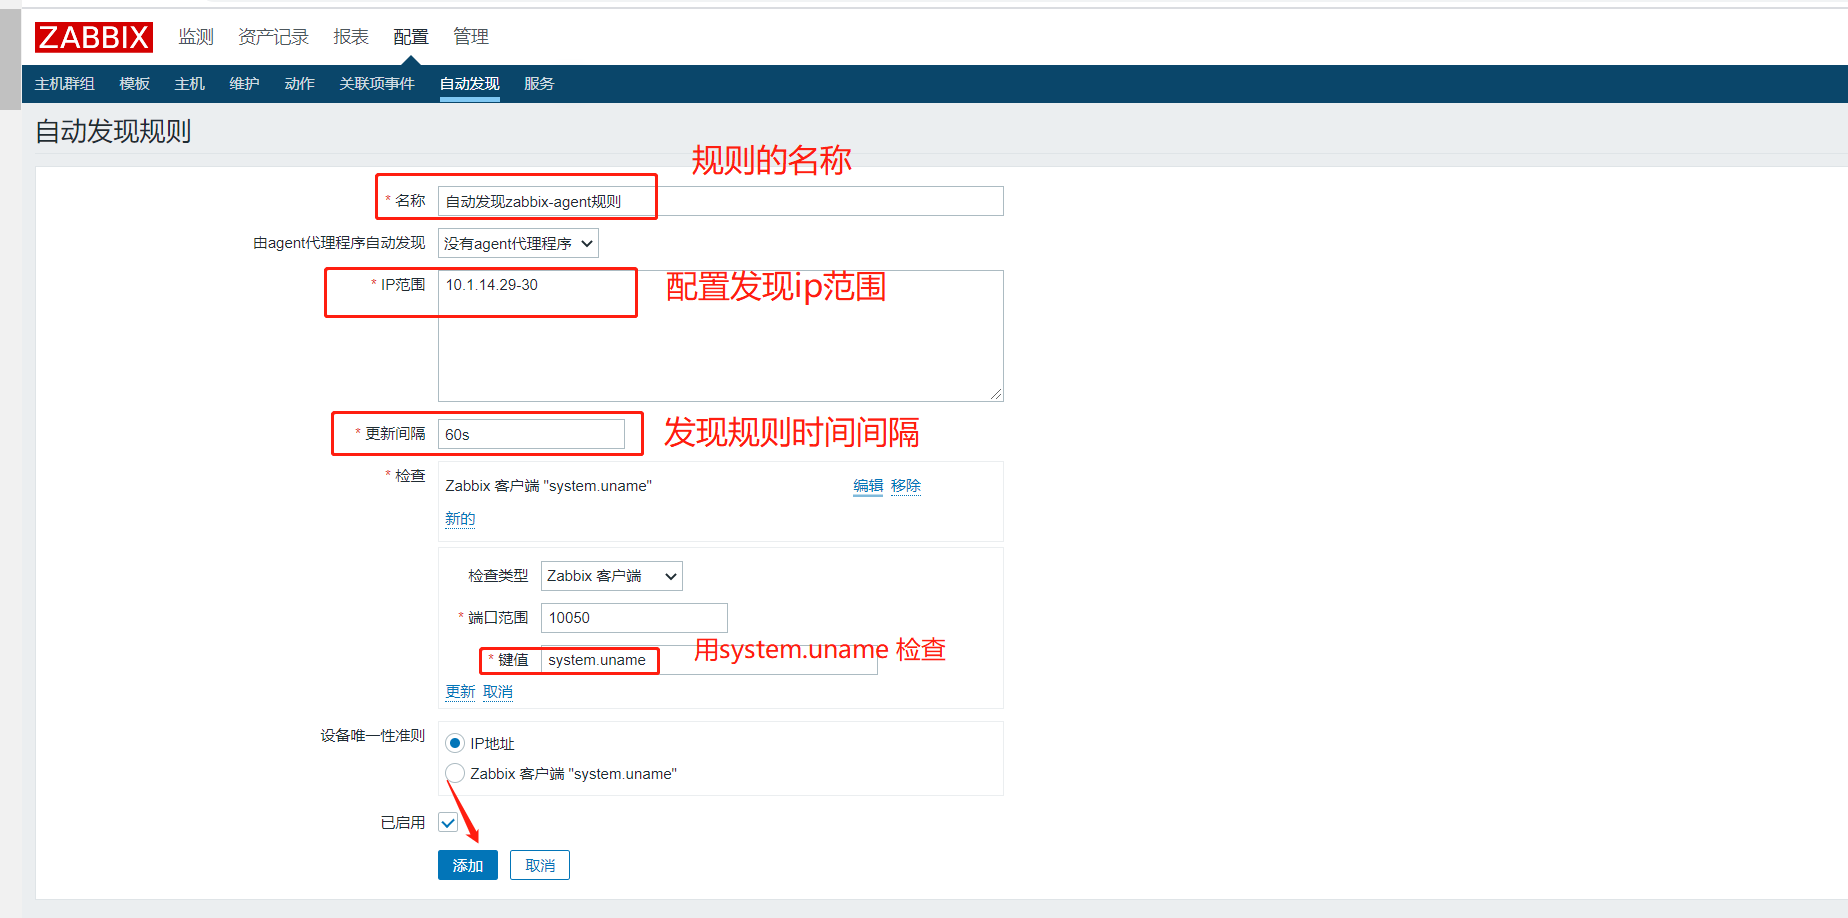 ZABBIX 监测 资产记录 报表 配置 管理
主机群组 模板 主机 维护 动作 关联项事件 自动发现 服务
自动发现规则
规则的名称
* 名称 自动发现zabbix-agent规则
由agent代理程序自动发现 没有agent代理程序
* IP范围 10.1.14.29-30 配置发现ip范围
* 更新间隔 60s 发现规则时间间隔
* 检查 Zabbix 客户端 "system.uname" 编辑 移除
新的
检查类型 Zabbix 客户端
* 端口范围 10050
* 键值 system.uname 用system.uname 检查
更新 取消
设备唯一性准则 IP地址
Zabbix 客户端 "system.uname"
已启用
添加 取消